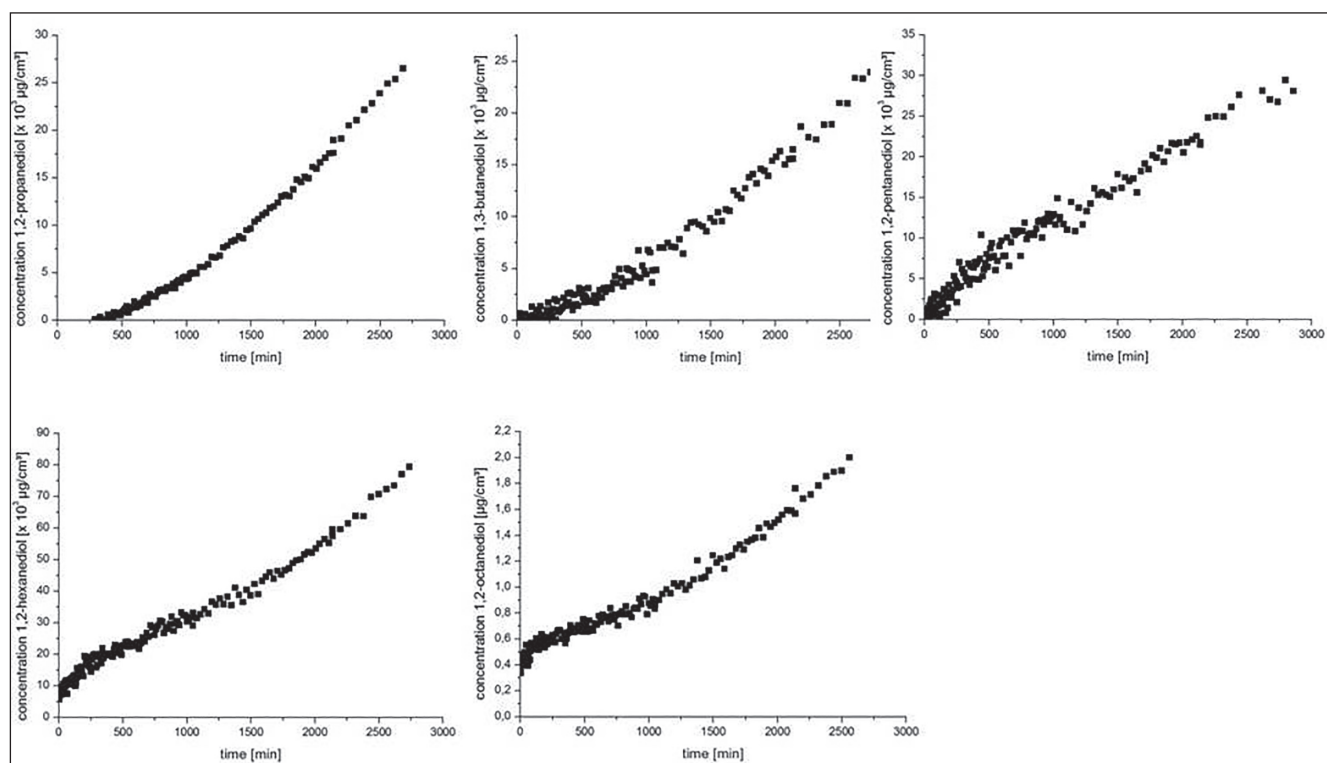 concentration 1,2-propanediol [x 10³ µg/cm³]
30
25
20
15
10
5
0
0 500 1000 1500 2000 2500 3000
time [min]
concentration 1,3-butanediol [x 10³ µg/cm³]
25
20
15
10
5
0
0 500 1000 1500 2000 2500
time [min]
concentration 1,2-pentanediol [x 10³ µg/cm³]
35
30
25
20
15
10
5
0
0 500 1000 1500 2000 2500 3000
time [min]
concentration 1,2-hexanediol [x 10³ µg/cm³]
90
80
70
60
50
40
30
20
10
0
0 500 1000 1500 2000 2500 3000
time [min]
concentration 1,2-octanediol [µg/cm³]
2,2
2,0
1,8
1,6
1,4
1,2
1,0
0,8
0,6
0,4
0,2
0,0
0 500 1000 1500 2000 2500 3000
time [min]